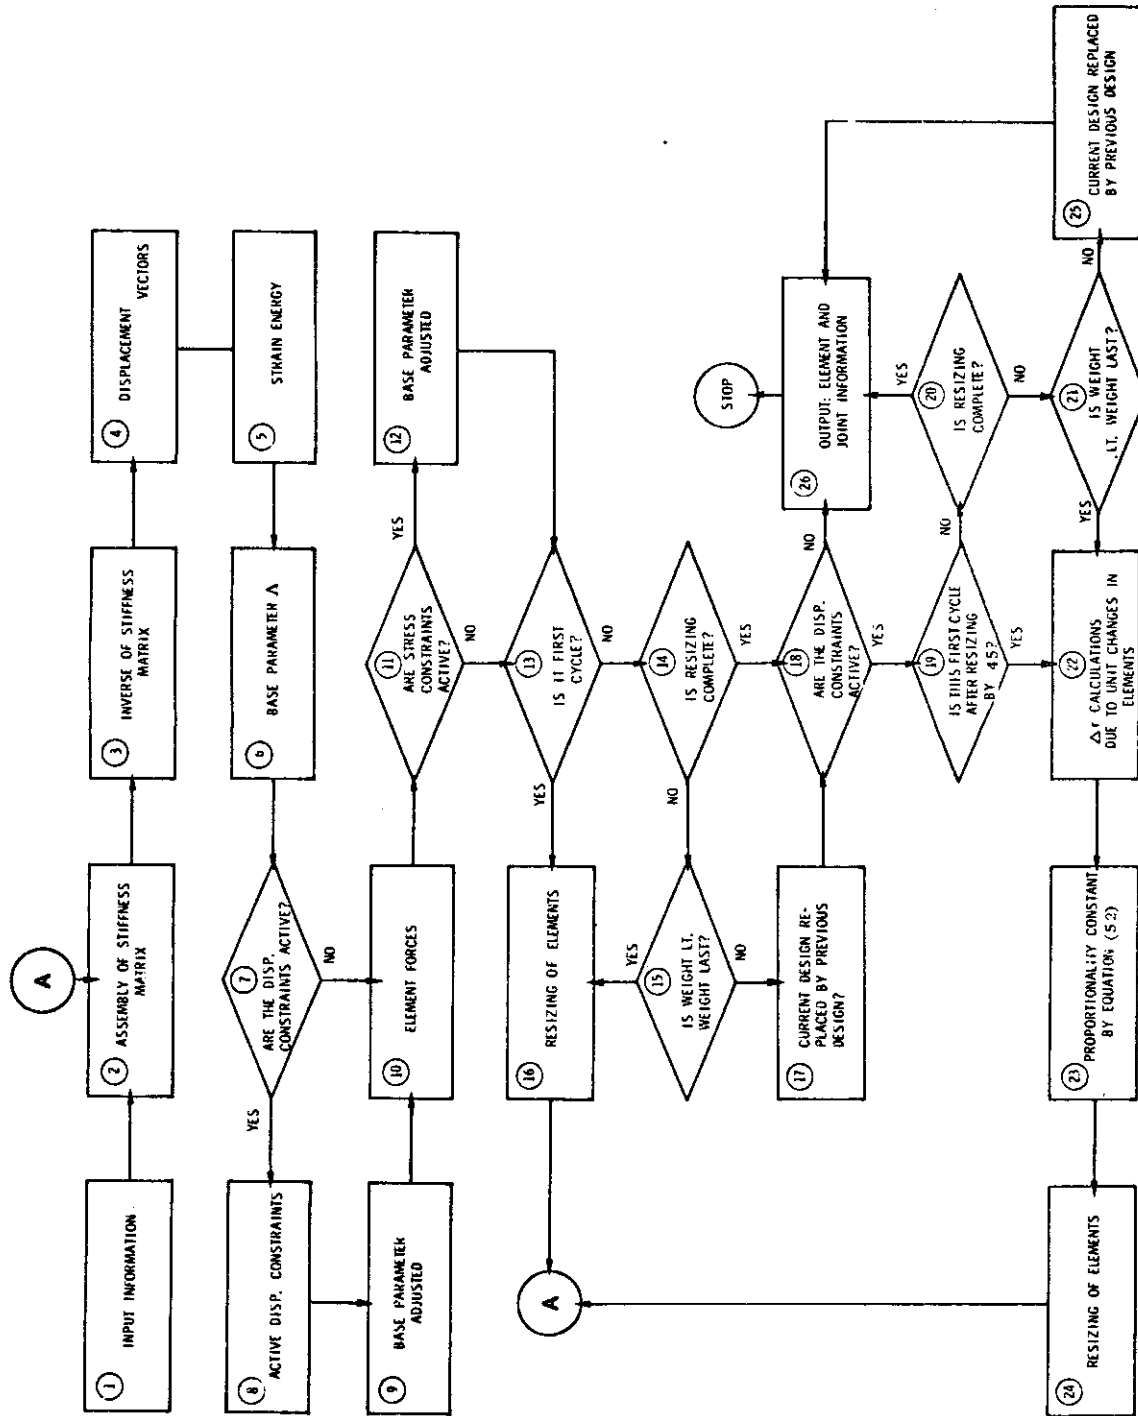 A
1
INPUT INFORMATION
2
ASSEMBLY OF STIFFNESS
MATRIX
3
INVERSE OF STIFFNESS
MATRIX
4
DISPLACEMENT
VECTORS
5
STRAIN ENERGY
6
BASE PARAMETER Δ
7
ARE THE DISP.
CONSTRAINTS ACTIVE?
YES
NO
8
ACTIVE DISP. CONSTRAINTS
9
BASE PARAMETER
ADJUSTED
10
ELEMENT FORCES
11
ARE STRESS
CONSTRAINTS
ACTIVE?
YES
NO
12
BASE PARAMETER
ADJUSTED
13
IS IT FIRST
CYCLE?
YES
NO
14
IS RESIZING
COMPLETE?
NO
YES
15
IS WEIGHT LT.
WEIGHT LAST?
YES
NO
16
RESIZING OF ELEMENTS
A
17
CURRENT DESIGN RE-
PLACED BY PREVIOUS
DESIGN?
18
ARE THE DISP.
CONSTRAINTS
ACTIVE?
NO
YES
19
IS THIS FIRST CYCLE
AFTER RESIZING
BY 45?
NO
YES
20
IS RESIZING
COMPLETE?
YES
NO
21
IS WEIGHT
.LT. WEIGHT LAST?
YES
NO
22
CALCULATIONS
DUE TO UNIT CHANGES IN
ELEMENTS
23
PROPORTIONALITY CONSTANT
BY EQUATION (52)
24
RESIZING OF ELEMENTS
25
CURRENT DESIGN REPLACED
BY PREVIOUS DESIGN
26
OUTPUT: ELEMENT AND
JOINT INFORMATION
STOP